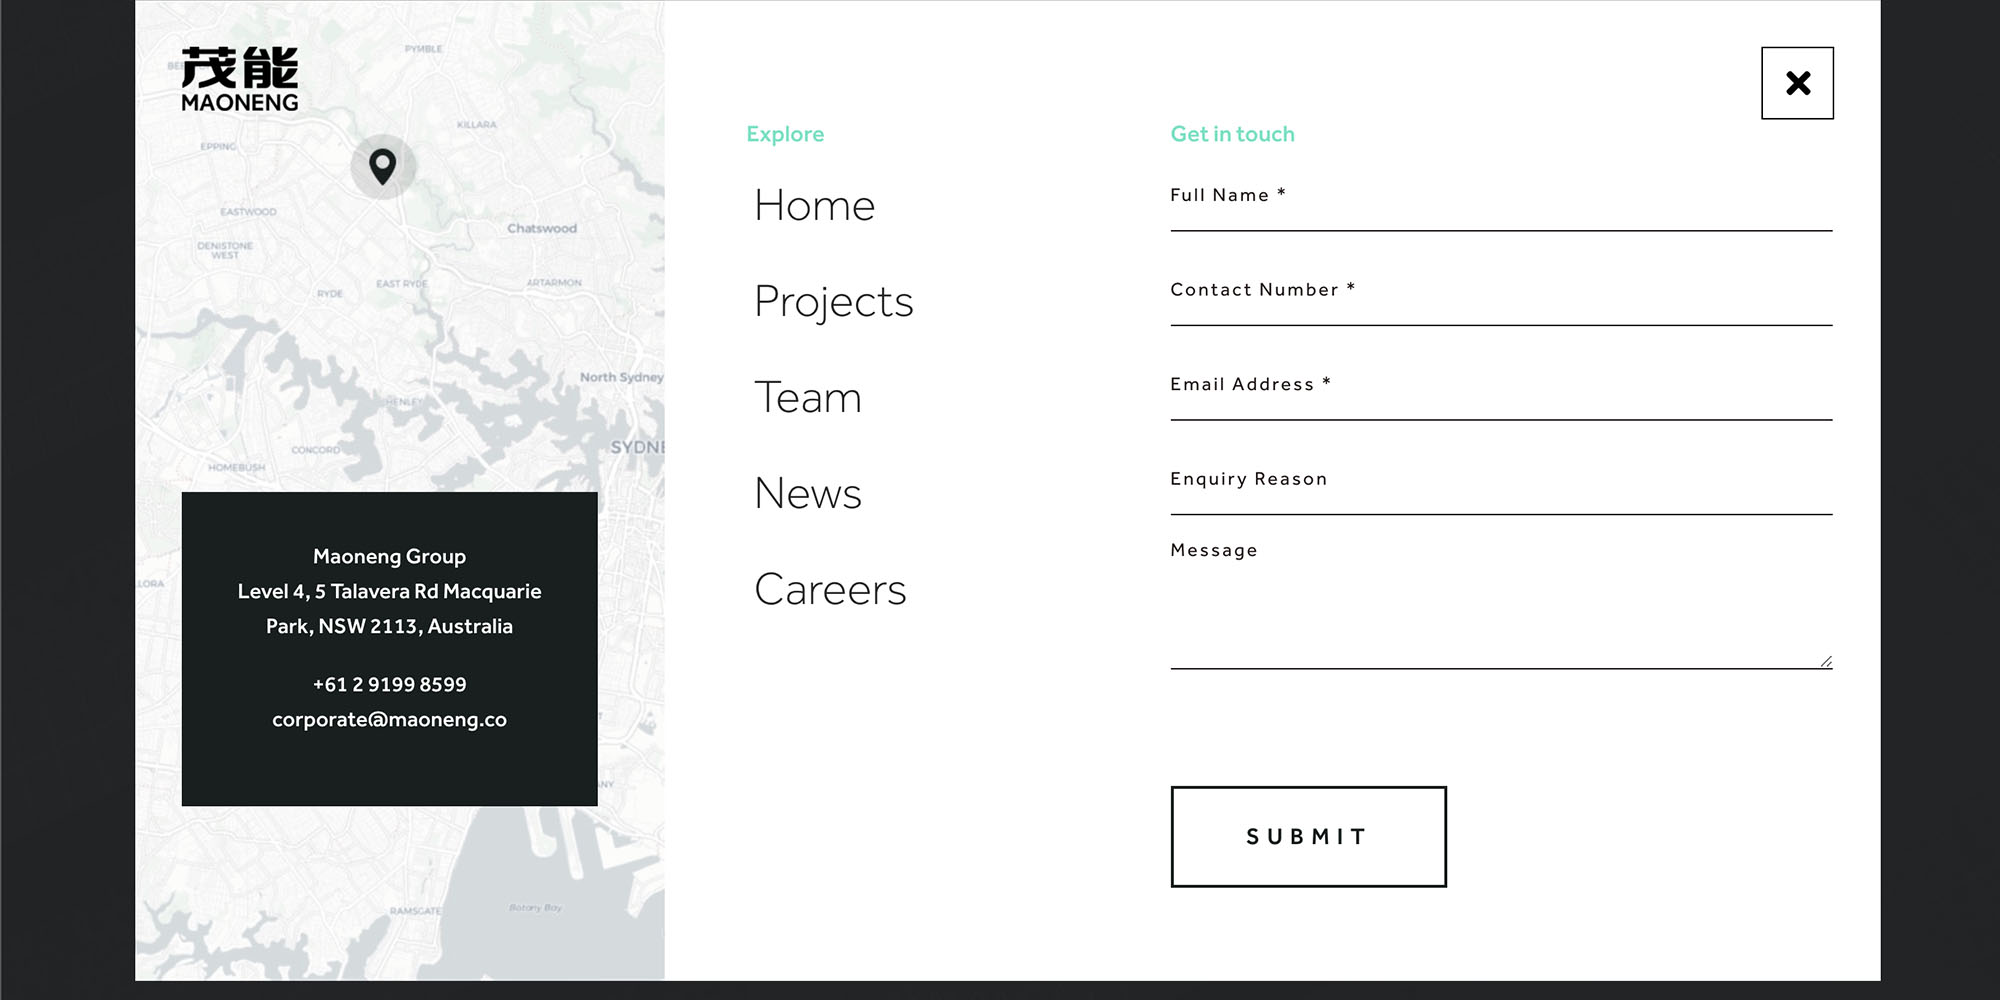 茂能
MAONENG
PYMBLE
KILLARA
EPPING
EASTWOOD
Chatswood
DENISTONE
WEST
RYDE
EAST RYDE
ARTARMON
North Sydney
HENLEY
CONCORD
SYDNE
HOMEBUSH
LORA
Maoneng Group
Level 4, 5 Talavera Rd Macquarie
Park, NSW 2113, Australia
+61 2 9199 8599
corporate@maoneng.co
ANY
RAMSGATE
Botany Bay
Explore
Home
Projects
Team
News
Careers
Get in touch
Full Name *
Contact Number *
Email Address *
Enquiry Reason
Message
SUBMIT